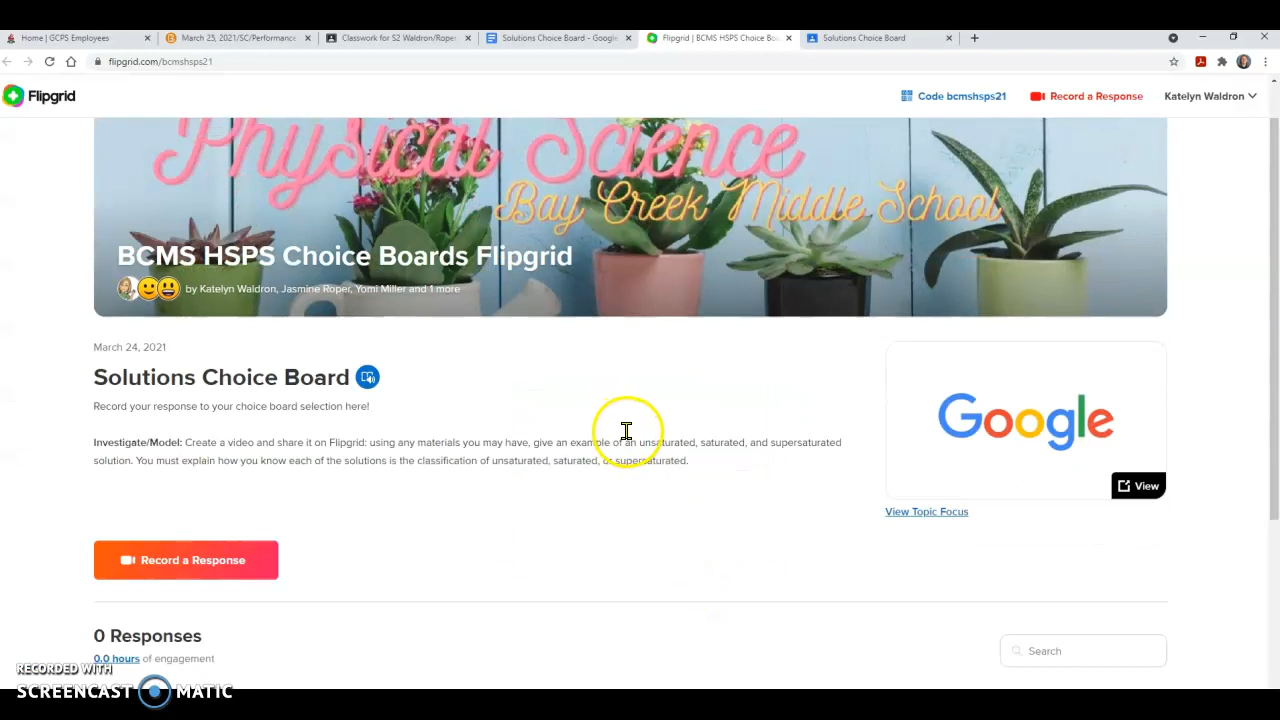 Home | GCPS Employees
March 23, 2021/SC/Performance
Classwork for S2 Waldron/Roper
Solutions Choice Board - Google
Flipgrid | BCMS HSPS Choice Boa
Solutions Choice Board
flipgrid.com/bcmshsps21
Flipgrid
Code bcmshsps21
Record a Response
Katelyn Waldron
Physical Science
Bay Creek Middle School
BCMS HSPS Choice Boards Flipgrid
by Katelyn Waldron, Jasmine Roper, Yomi Miller and 1 more
March 24, 2021
Solutions Choice Board
Record your response to your choice board selection here!
Investigate/Model: Create a video and share it on Flipgrid: using any materials you may have, give an example of an unsaturated, saturated, and supersaturated
solution. You must explain how you know each of the solutions is the classification of unsaturated, saturated, or supersaturated.
Google
View
View Topic Focus
Record a Response
0 Responses
Search
0.0 hours of engagement
RECORDED WITH
SCREENCAST MATIC